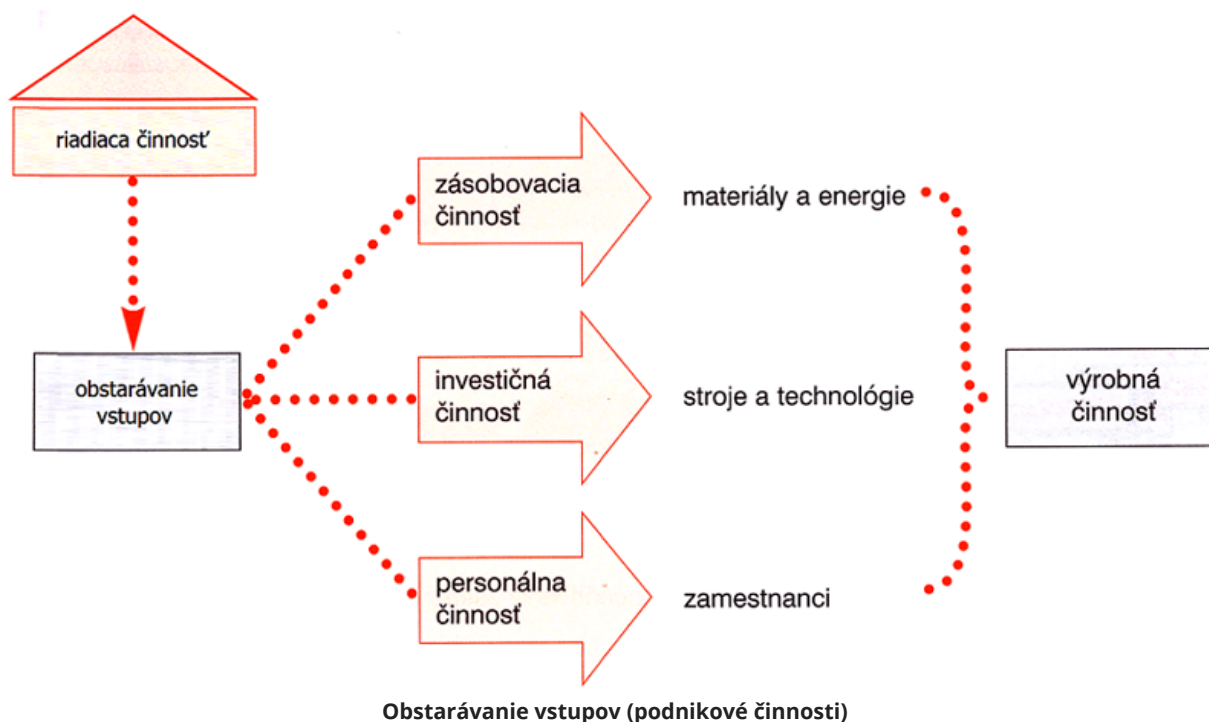 riadiaca činnosť
zásobovacia
činnosť
materiály a energie
obstarávanie
vstupov
investičná
činnosť
stroje a technológie
výrobná
činnosť
personálna
činnosť
zamestnanci
Obstarávanie vstupov (podnikové činnosti)